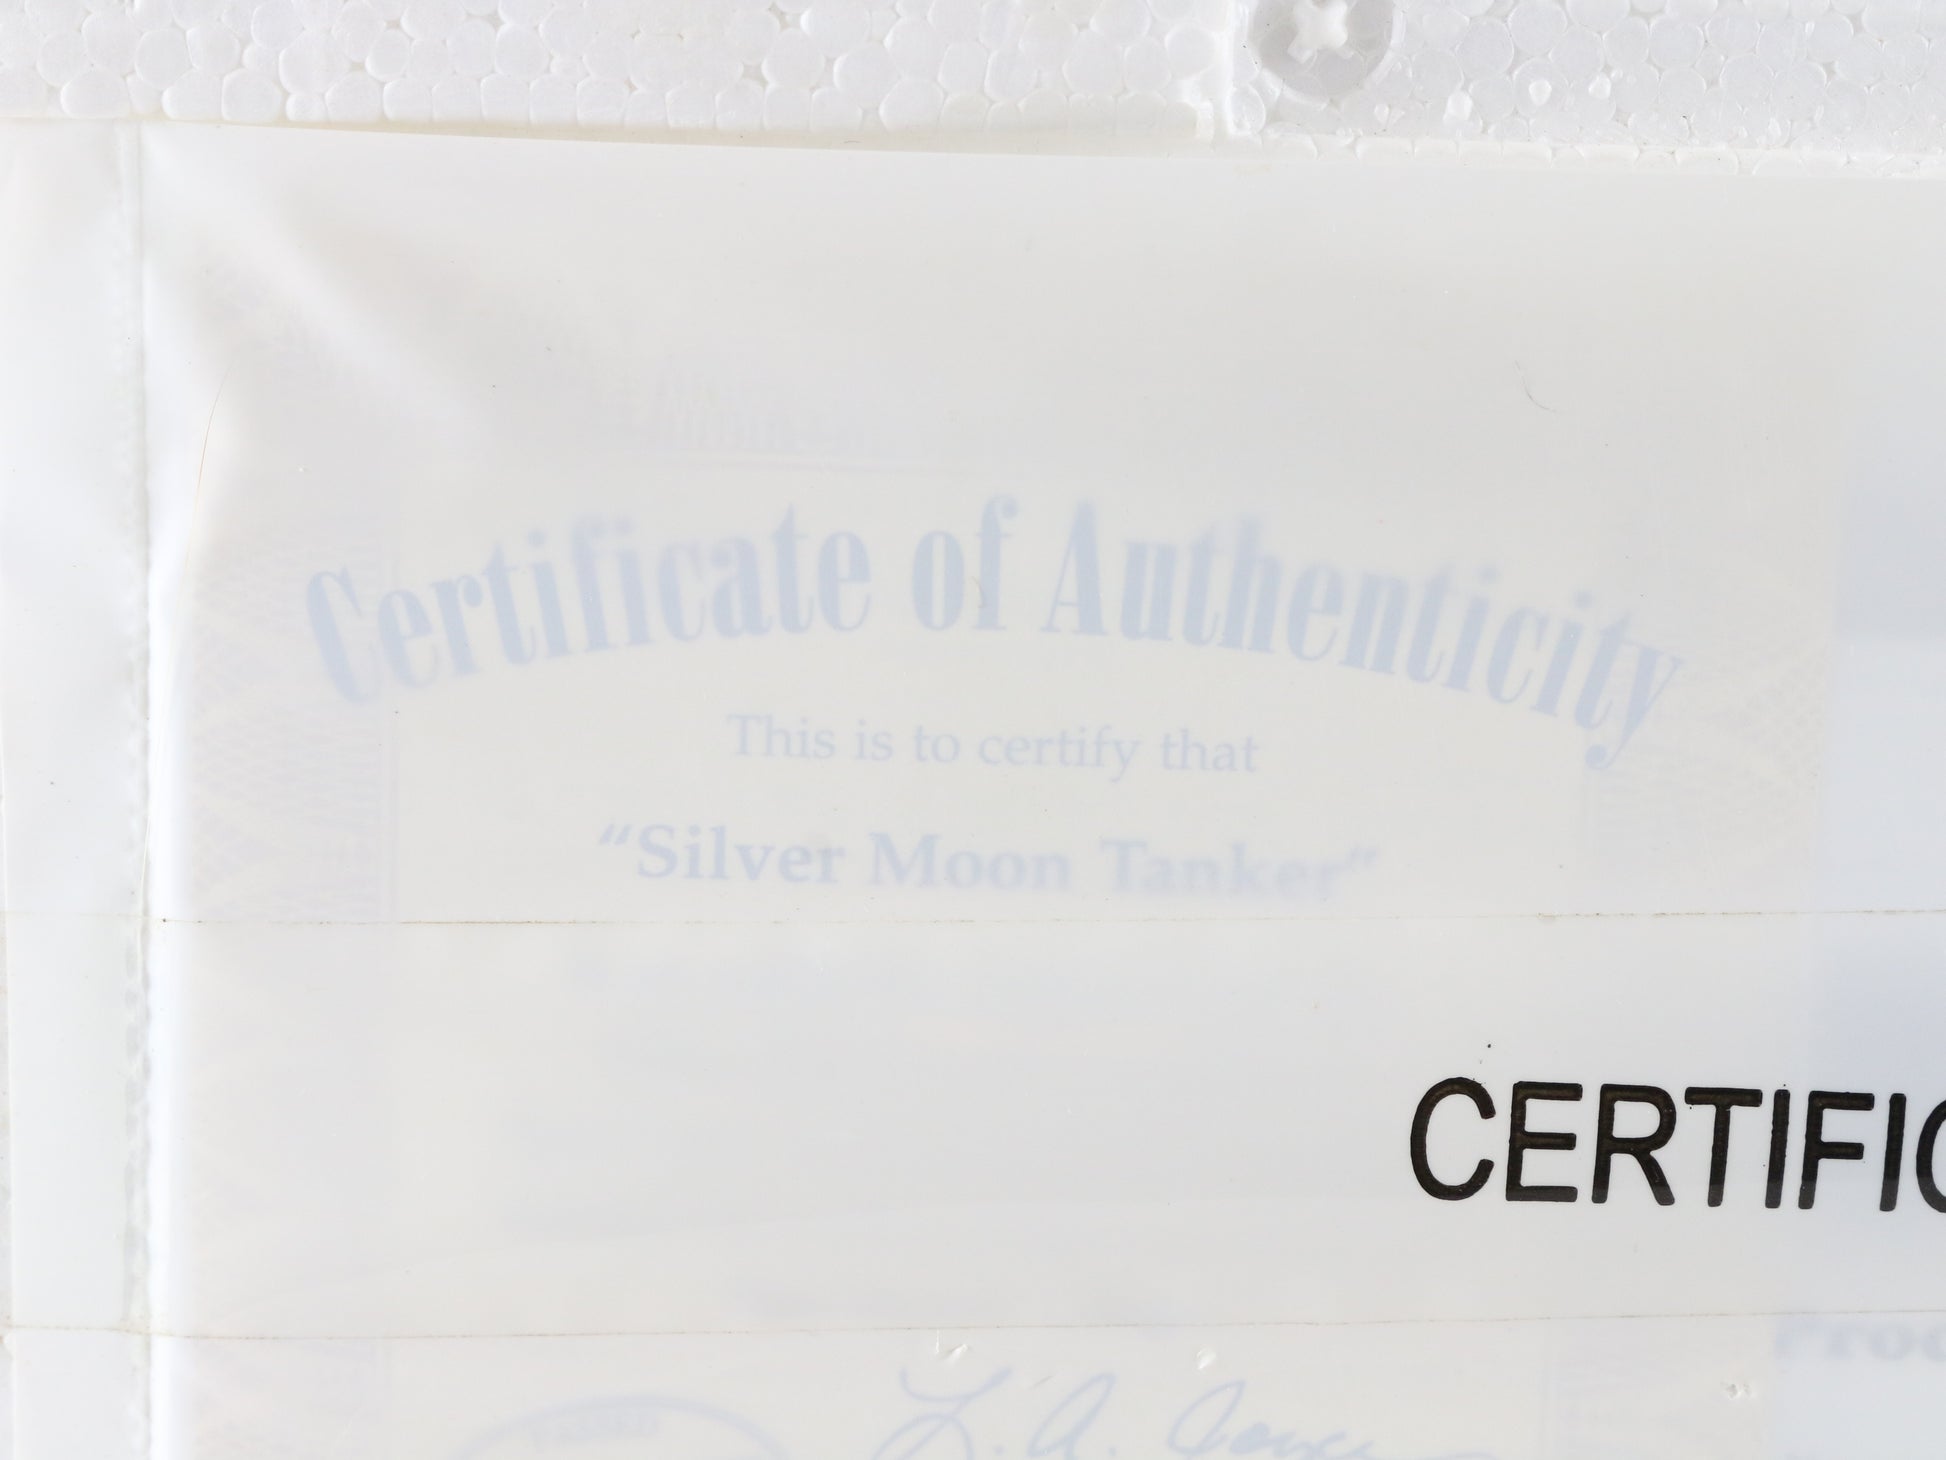 Certificate of Authenticity
This is to certify that
“Silver Moon Tanker“
CERTIFIC
L. A.